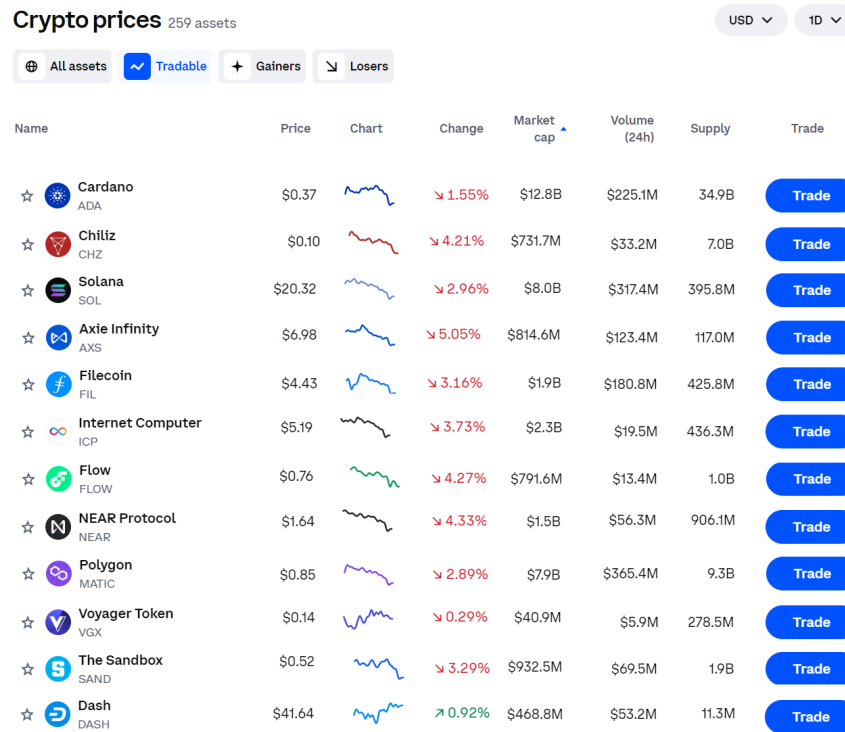 Crypto prices 259 assets
USD
1D
All assets
Tradable
Gainers
Losers
Name Price Chart Change Market cap Volume (24h) Supply Trade
Cardano
ADA
$0.37 1.55% $12.8B $225.1M 34.9B Trade
Chiliz
CHZ
$0.10 4.21% $731.7M $33.2M 7.0B Trade
Solana
SOL
$20.32 2.96% $8.0B $317.4M 395.8M Trade
Axie Infinity
AXS
$6.98 5.05% $814.6M $123.4M 117.0M Trade
Filecoin
FIL
$4.43 3.16% $1.9B $180.8M 425.8M Trade
Internet Computer
ICP
$5.19 3.73% $2.3B $19.5M 436.3M Trade
Flow
FLOW
$0.76 4.27% $791.6M $13.4M 1.0B Trade
NEAR Protocol
NEAR
$1.64 4.33% $1.5B $56.3M 906.1M Trade
Polygon
MATIC
$0.85 2.89% $7.9B $365.4M 9.3B Trade
Voyager Token
VGX
$0.14 0.29% $40.9M $5.9M 278.5M Trade
The Sandbox
SAND
$0.52 3.29% $932.5M $69.5M 1.9B Trade
Dash
DASH
$41.64 0.92% $468.8M $53.2M 11.3M Trade